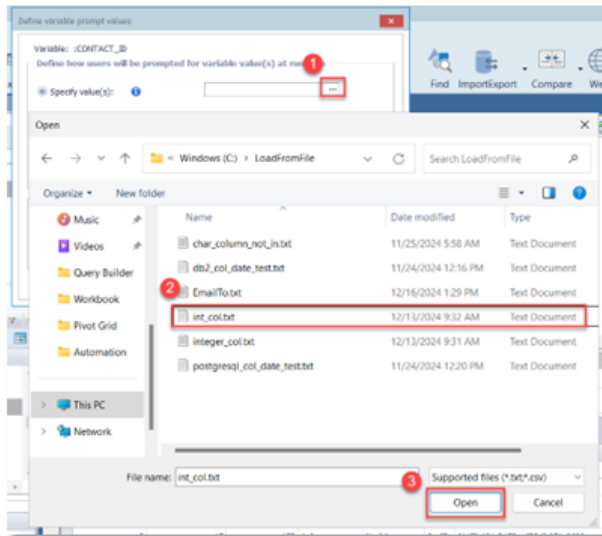 Define variable prompt values
Variable: :CONTACT_ID
Define how users will be prompted for variable value(s) at
1
Specify value(s):
...
Find ImportExport Compare
Open
Windows (C:) > LoadFromFile
Search LoadFromFile
Organize New folder
Name Date modified Type
Music
Videos
Query Builder
Workbook
Pivot Grid
Automation
This PC
Network
char_column_not_in.txt 11/25/2024 5:58 AM Text Document
db2_col_date_test.txt 11/24/2024 12:16 PM Text Document
2
EmailTo.txt 12/16/2024 1:29 PM Text Document
int_col.txt 12/13/2024 9:32 AM Text Document
integer_col.txt 12/13/2024 9:31 AM Text Document
postgresql_col_date_test.txt 11/24/2024 12:20 PM Text Document
File name: int_col.txt
3
Supported files (*.txt;*.csv)
Open Cancel